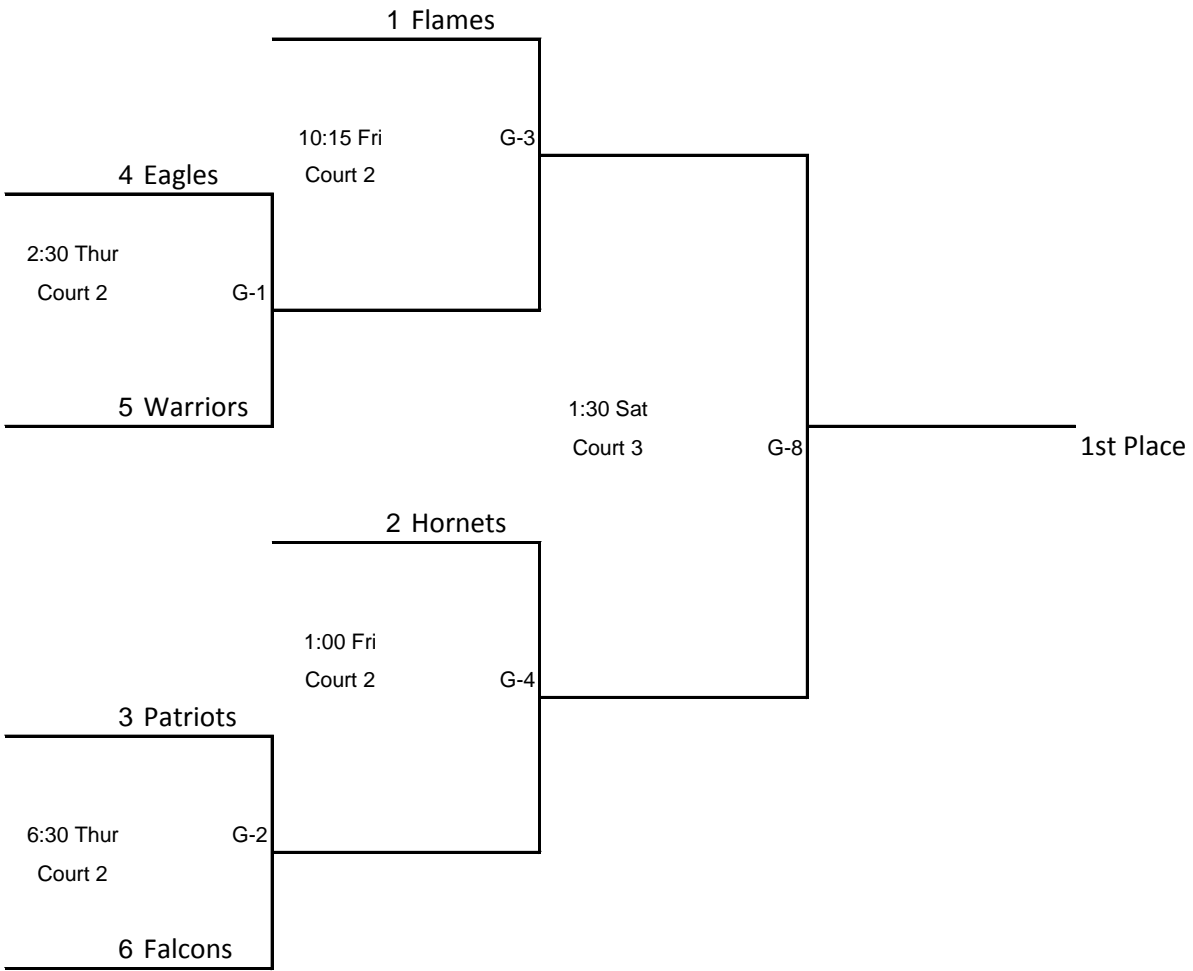 1 Flames
10:15 Fri
G-3
Court 2
4 Eagles
2:30 Thur
Court 2
G-1
5 Warriors
1:30 Sat
Court 3
G-8
1st Place
2 Hornets
1:00 Fri
Court 2
G-4
3 Patriots
6:30 Thur
G-2
Court 2
6 Falcons